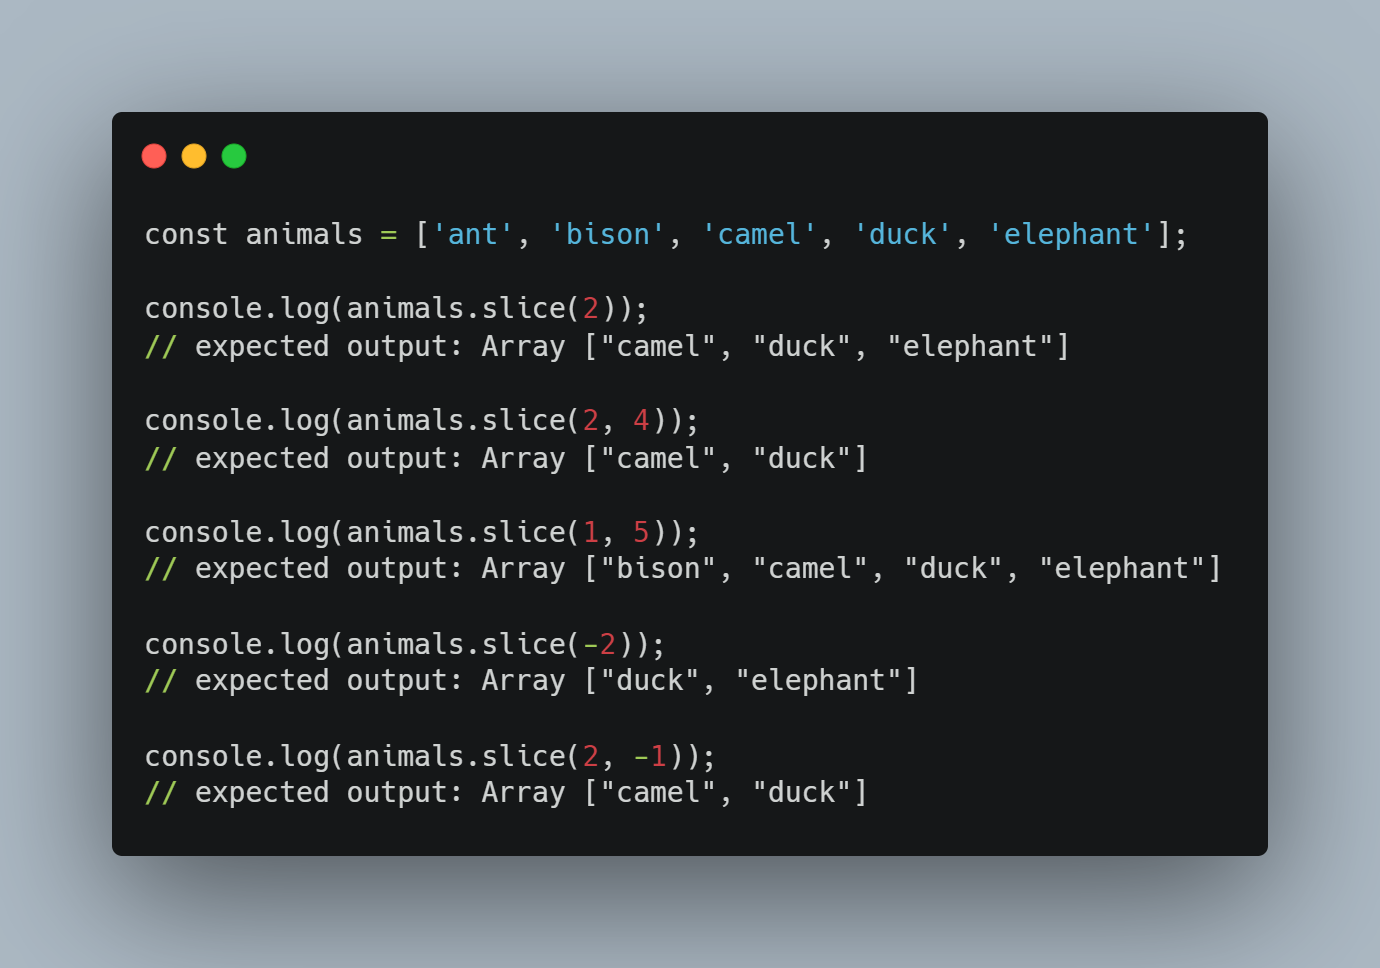 const animals = ['ant', 'bison', 'camel', 'duck', 'elephant'];
console.log(animals.slice(2));
// expected output: Array ["camel", "duck", "elephant"]
console.log(animals.slice(2, 4));
// expected output: Array ["camel", "duck"]
console.log(animals.slice(1, 5));
// expected output: Array ["bison", "camel", "duck", "elephant"]
console.log(animals.slice(-2));
// expected output: Array ["duck", "elephant"]
console.log(animals.slice(2, -1));
// expected output: Array ["camel", "duck"]